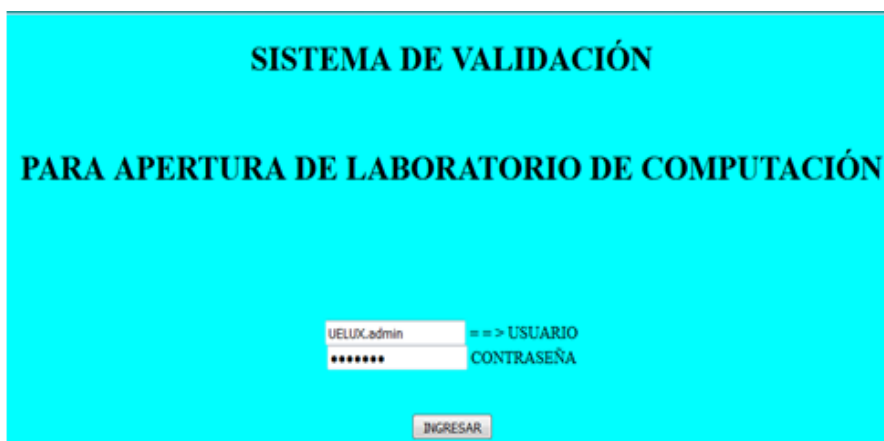 SISTEMA DE VALIDACIÓN
PARA APERTURA DE LABORATORIO DE COMPUTACIÓN
UELUX.admin = = > USUARIO
••••••• CONTRASEÑA
INGRESAR